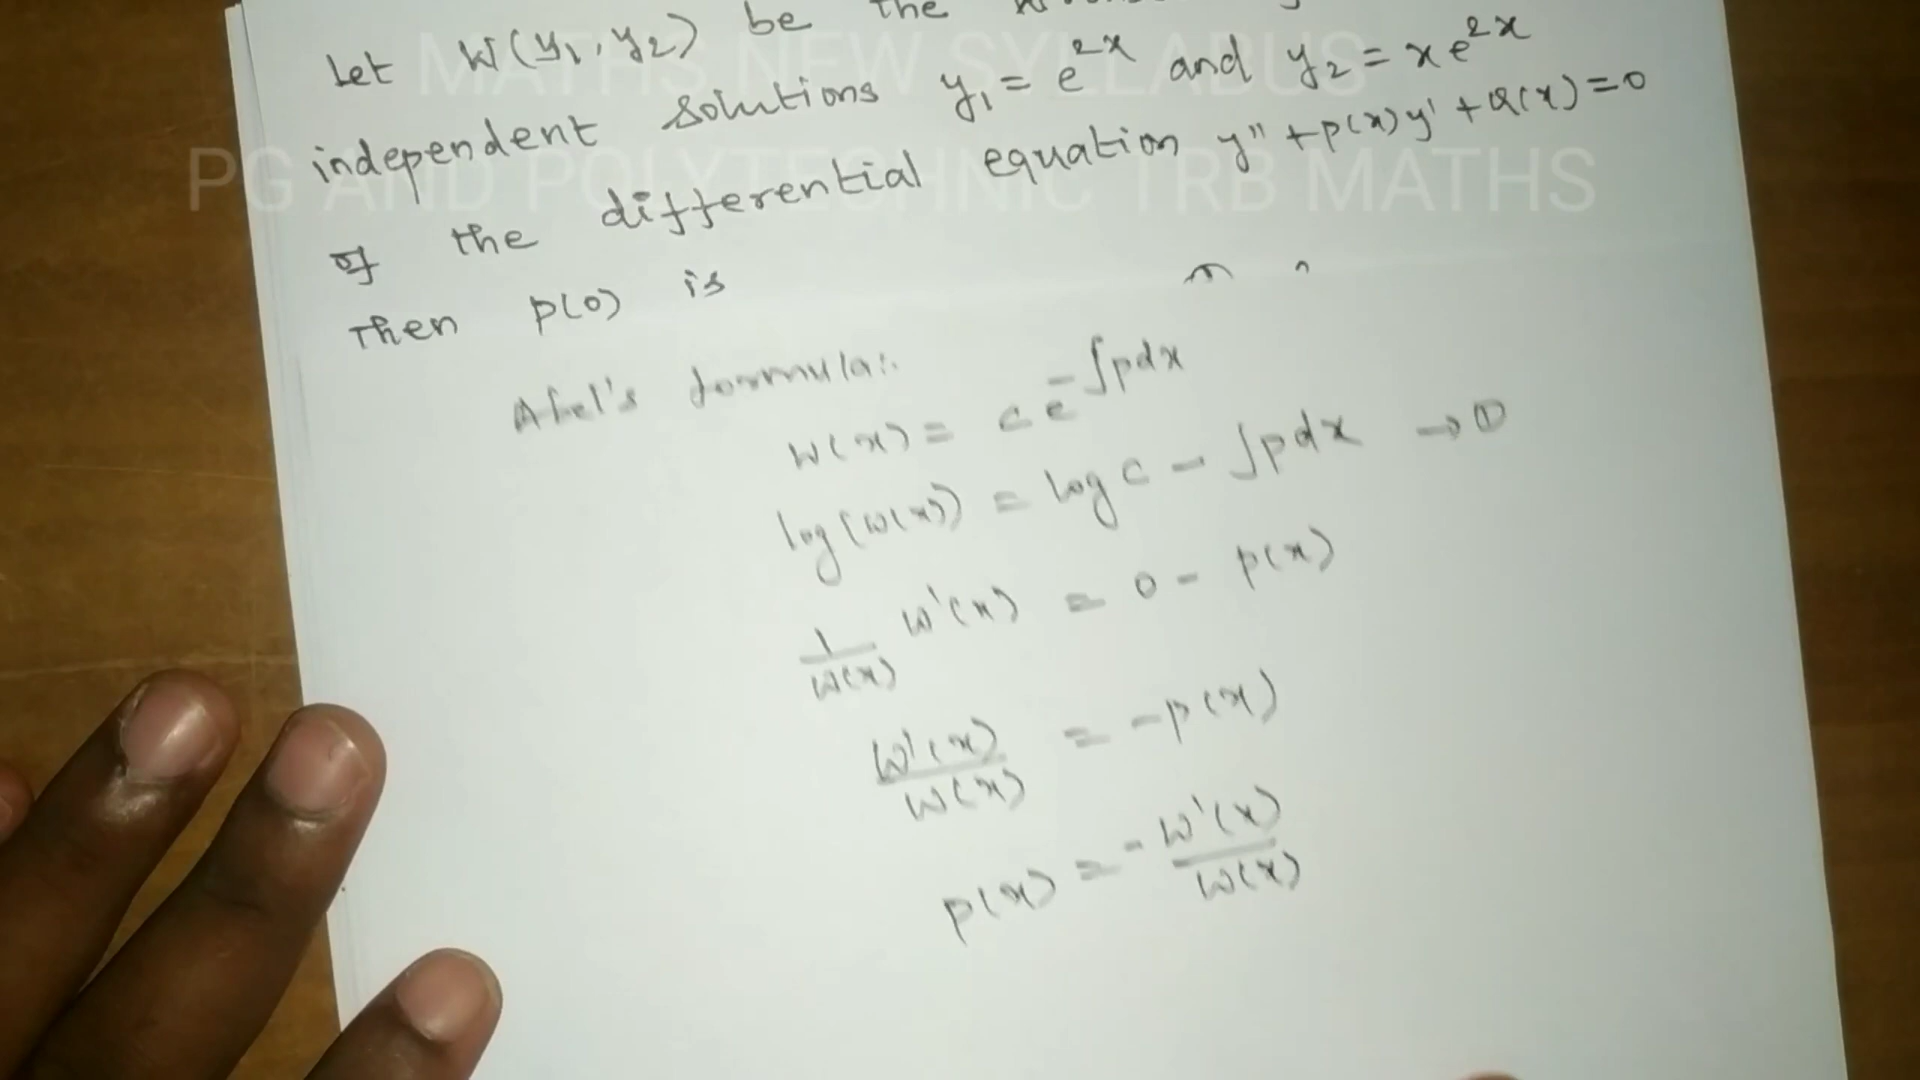 Let W(y₁, y₂) be the
MATHS NEW SYLLABUS
independent solutions y₁ = e^2x and y₂ = xe^2x
PG AND POLYTECHNIC TRB MATHS
of the differential equation y" + p(x)y' + Q(x) = 0
Then p(0) is
Abel's formula:
W(x) = c e^-∫pdx
log(W(x)) = log c - ∫pdx → ①
1/W(x) W'(x) = 0 - p(x)
W'(x)/W(x) = -p(x)
p(x) = - W'(x)/W(x)